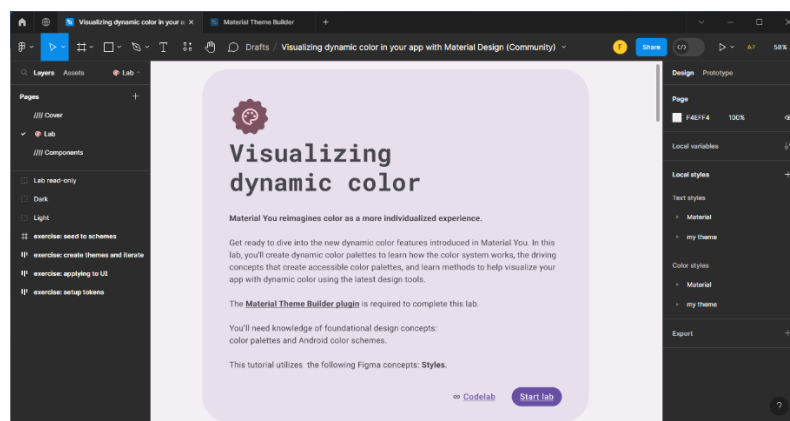 Visualizing dynamic color in your c
Material Theme Builder
Drafts / Visualizing dynamic color in your app with Material Design (Community)
F
Share
A?
58%
Layers Assets Lab
Design Prototype
Pages
//// Cover
Lab
//// Components
Lab read-only
Dark
Light
exercise: seed to schemes
exercise: create themes and iterate
exercise: applying to UI
exercise: setup tokens
Visualizing
dynamic color
Material You reimagines color as a more individualized experience.
Get ready to dive into the new dynamic color features introduced in Material You. In this
lab, you'll create dynamic color palettes to learn how the color system works, the driving
concepts that create accessible color palettes, and learn methods to help visualize your
app with dynamic color using the latest design tools.
The Material Theme Builder plugin is required to complete this lab.
You'll need knowledge of foundational design concepts:
color palettes and Android color schemes.
This tutorial utilizes the following Figma concepts: Styles.
Codelab
Start lab
Page
F4EFF4 100%
Local variables
Local styles
Text styles
Material
my theme
Color styles
Material
my theme
Export
?